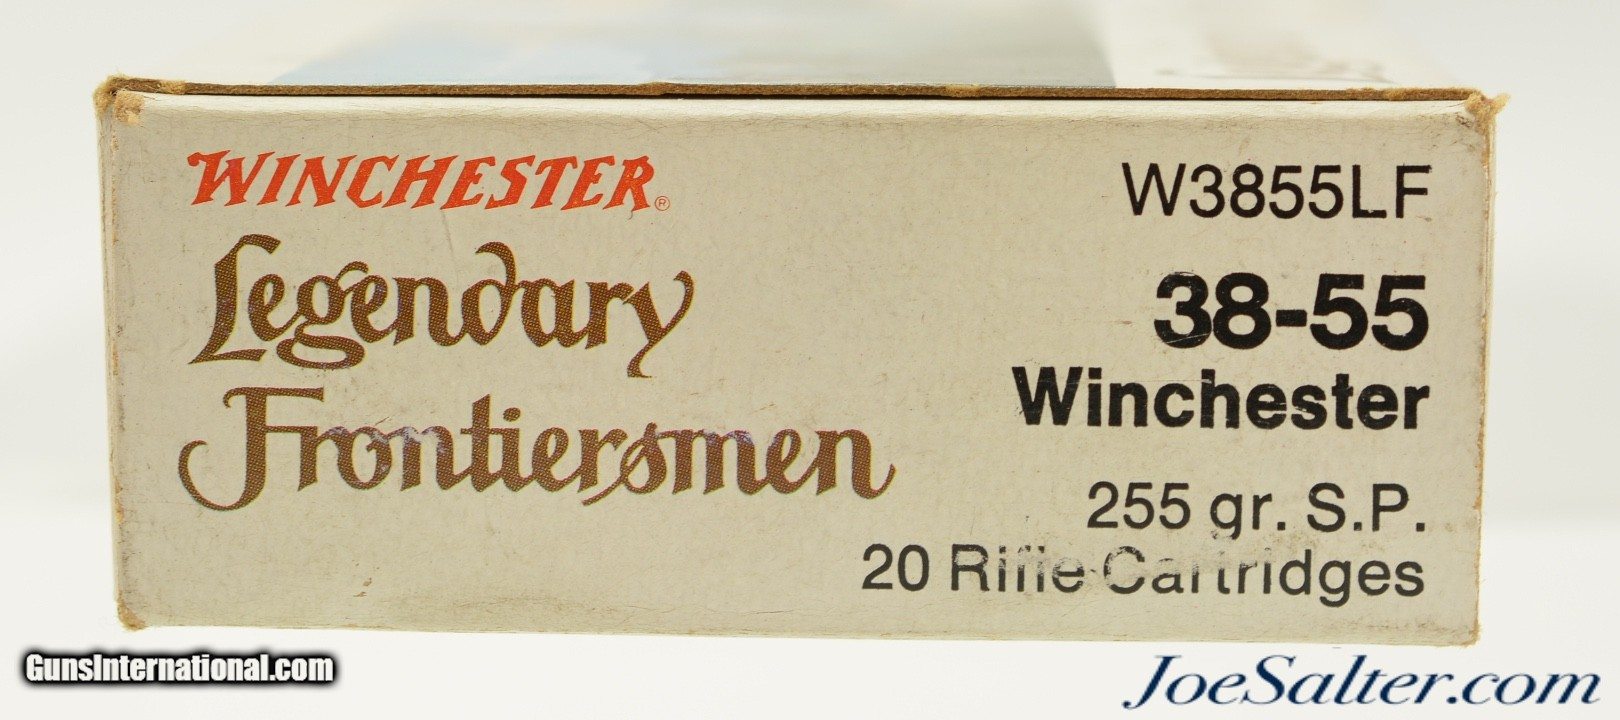 WINCHESTER®
Legendary
Frontiersmen
W3855LF
38-55
Winchester
255 gr. S.P.
20 Rifle Cartridges
GunsInternational.com
JoeSalter.com